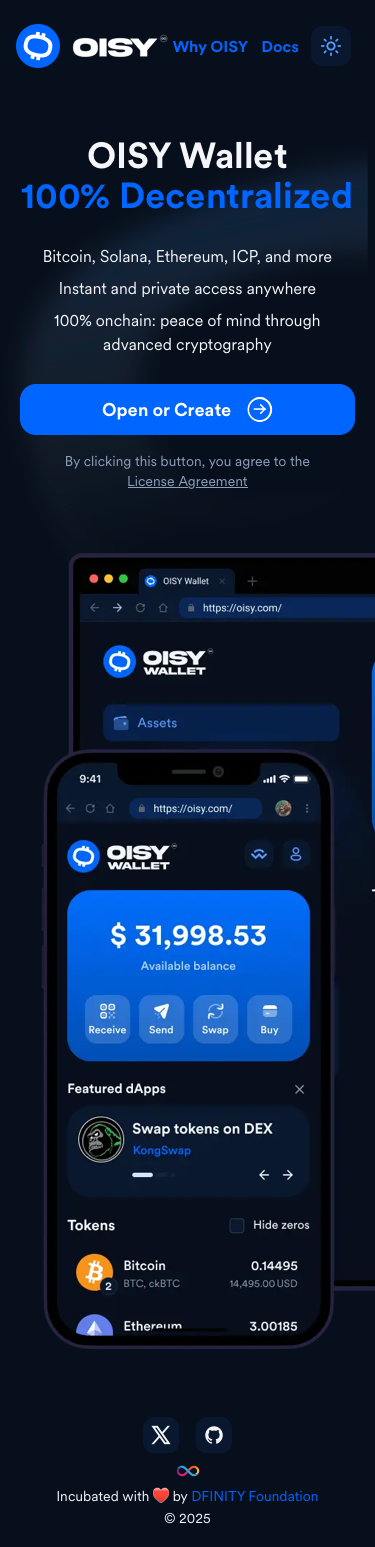 OISY Why OISY Docs
OISY Wallet
100% Decentralized
Bitcoin, Solana, Ethereum, ICP, and more
Instant and private access anywhere
100% onchain: peace of mind through
advanced cryptography
Open or Create
By clicking this button, you agree to the
License Agreement
OISY Wallet
https://oisy.com/
OISY
WALLET
Assets
9:41
https://oisy.com/
OISY
WALLET
$ 31,998.53
Available balance
Receive Send Swap Buy
Featured dApps
Swap tokens on DEX
KongSwap
Tokens Hide zeros
Bitcoin 0.14495
2 BTC, ckBTC 14,495.00 USD
Ethereum 3.00185
Incubated with ❤️ by DFINITY Foundation
© 2025